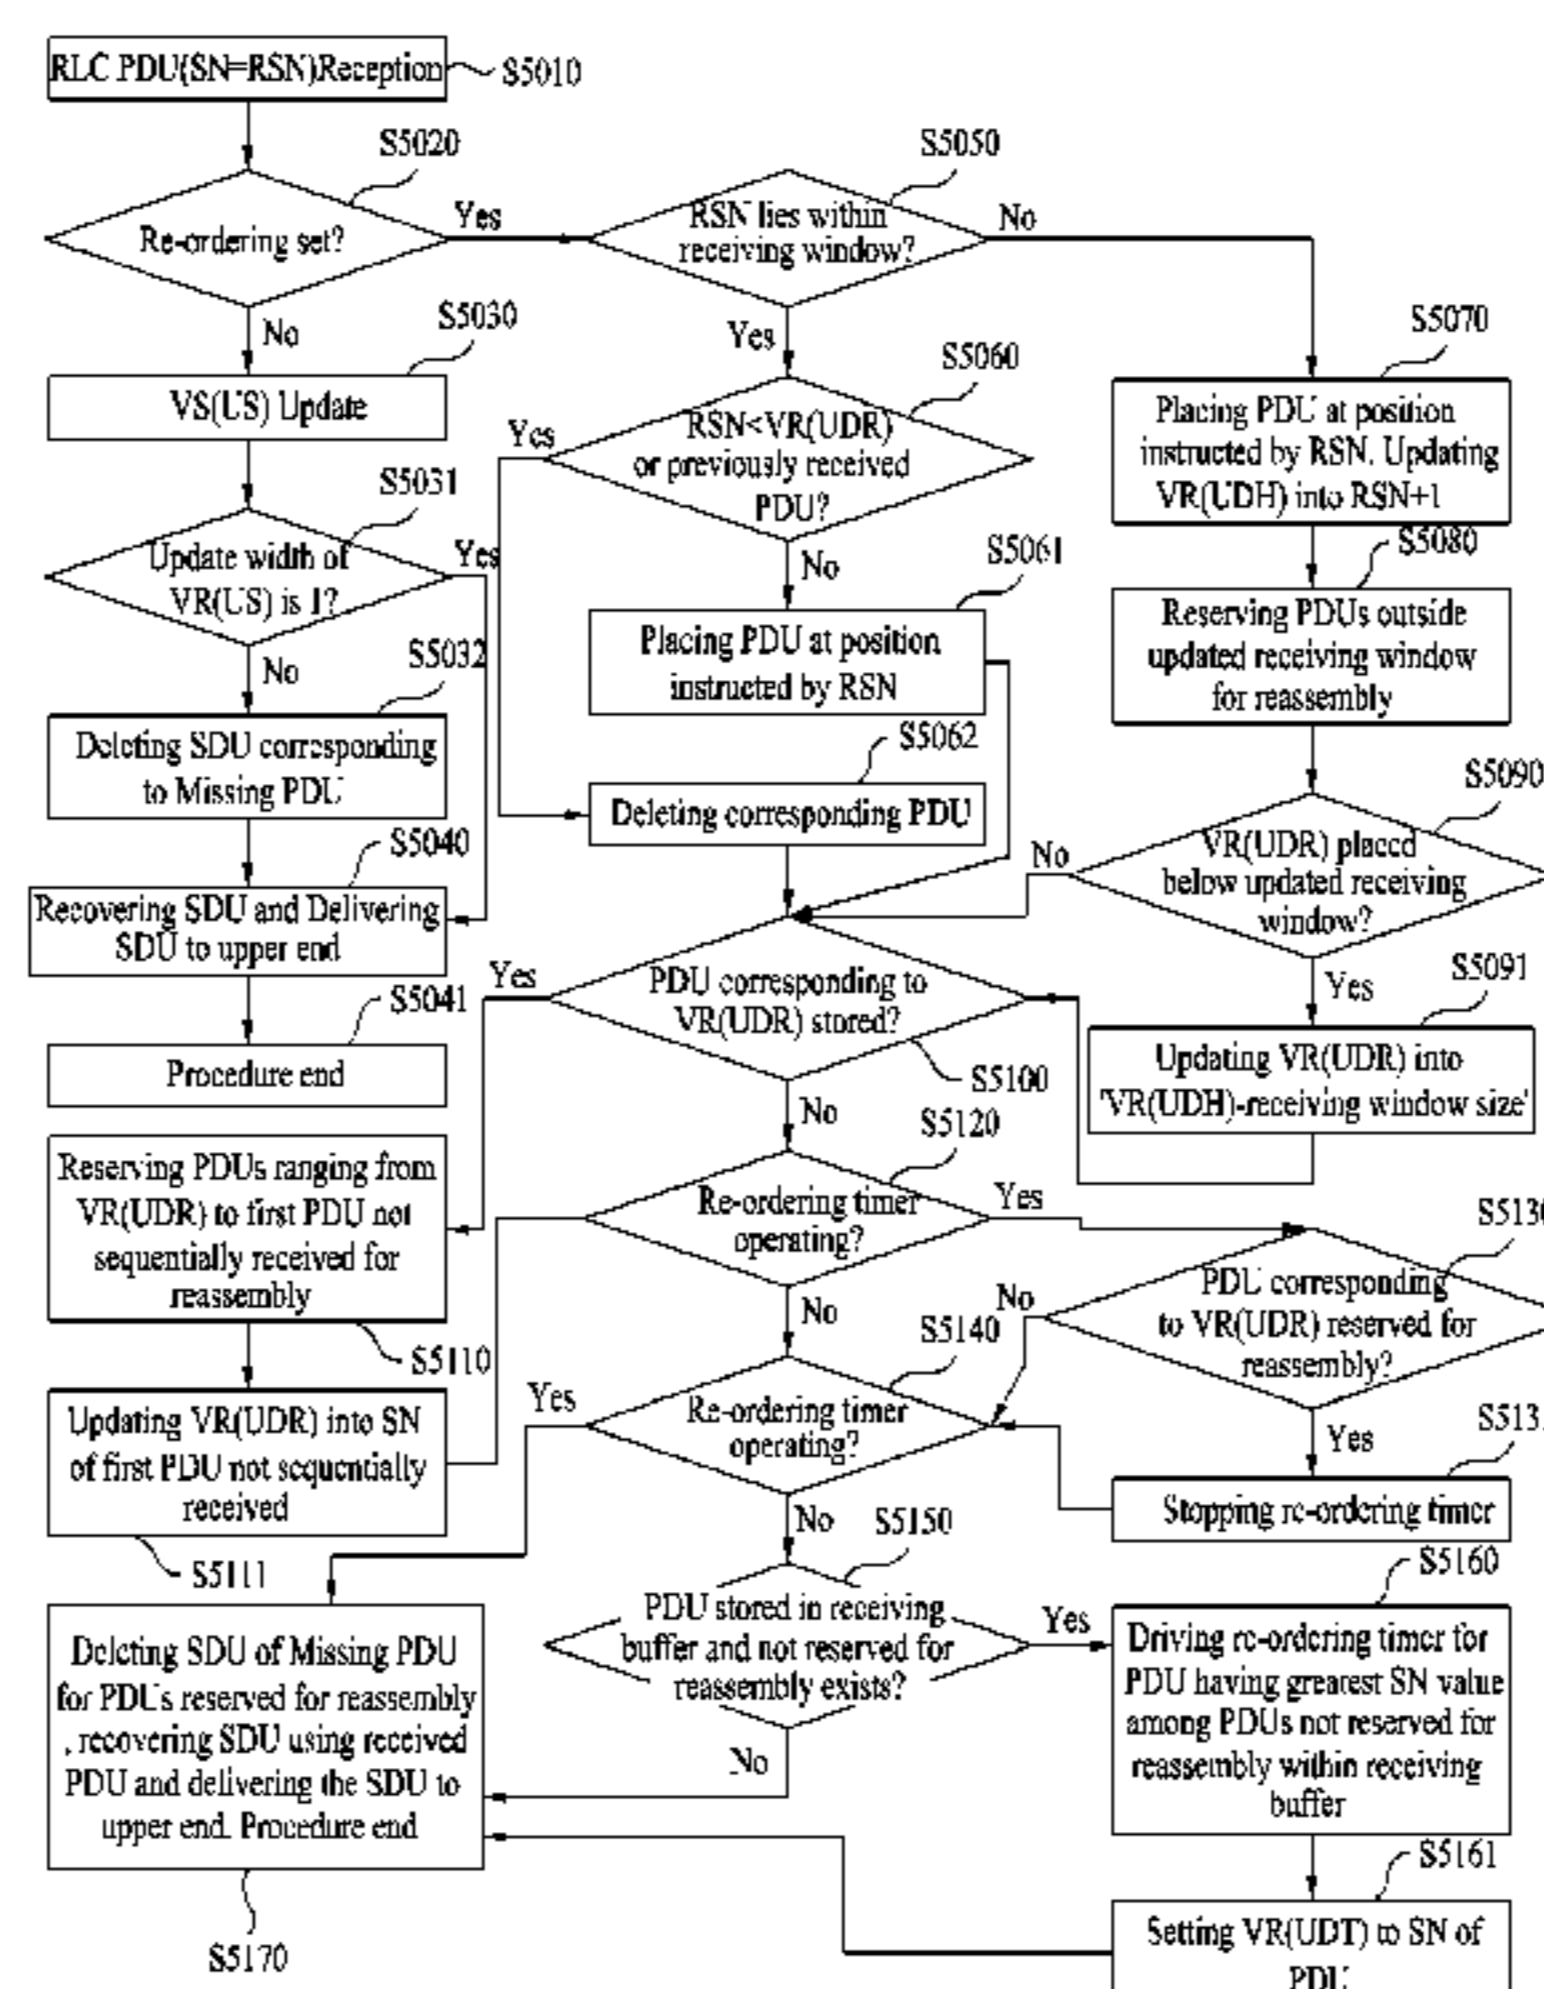 RLC PDU(SN=RSN)Reception
S5010
S5020
Re-ordering set?
Yes
No
S5050
RSN lies within
receiving window?
No
Yes
S5030
VS(US) Update
S5031
Update width of
VR(US) is 1?
Yes
No
S5032
Deleting SDU corresponding
to Missing PDU
S5040
Recovering SDU and Delivering
SDU to upper end
S5041
Procedure end
S5060
RSN<VR(UDR)
or previously received
PDU?
Yes
No
S5061
Placing PDU at position
instructed by RSN
S5062
Deleting corresponding PDU
S5070
Placing PDU at position
instructed by RSN. Updating
VR(UDH) into RSN+1
S5080
Reserving PDUs outside
updated receiving window
for reassembly
S5090
VR(UDR) placed
below updated receiving
window?
No
Yes
S5091
Updating VR(UDR) into
'VR(UDH)-receiving window size'
PDU corresponding to
VR(UDR) stored?
Yes
S5100
No
Reserving PDUs ranging from
VR(UDR) to first PDU not
sequentially received for
reassembly
S5110
Updating VR(UDR) into SN
of first PDU not sequentially
received
S5111
S5120
Re-ordering timer
operating?
Yes
No
S5130
PDU corresponding
to VR(UDR) reserved for
reassembly?
No
Yes
S513
Stopping re-ordering timer
S5140
Re-ordering timer
operating?
Yes
No
S5150
PDU stored in receiving
buffer and not reserved for
reassembly exists?
Yes
No
S5160
Driving re-ordering timer for
PDU having greatest SN value
among PDUs not reserved for
reassembly within receiving
buffer
S5161
Setting VR(UDT) to SN of
PDU
Deleting SDU of Missing PDU
for PDUs reserved for reassembly
, recovering SDU using received
PDU and delivering the SDU to
upper end. Procedure end
S5170